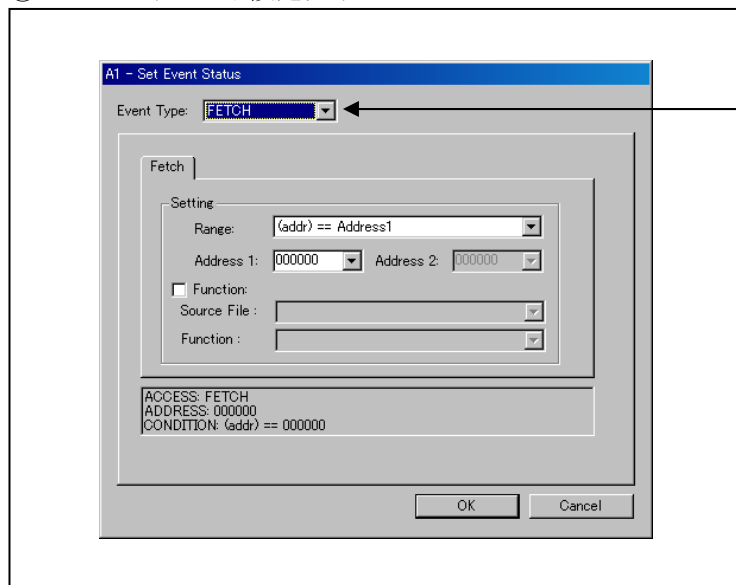 A1 - Set Event Status
Event Type: FETCH
Fetch
Setting
Range: (addr) == Address1
Address 1: 000000 Address 2: 000000
Function:
Source File :
Function :
ACCESS: FETCH
ADDRESS: 000000
CONDITION: (addr) == 000000
OK Cancel